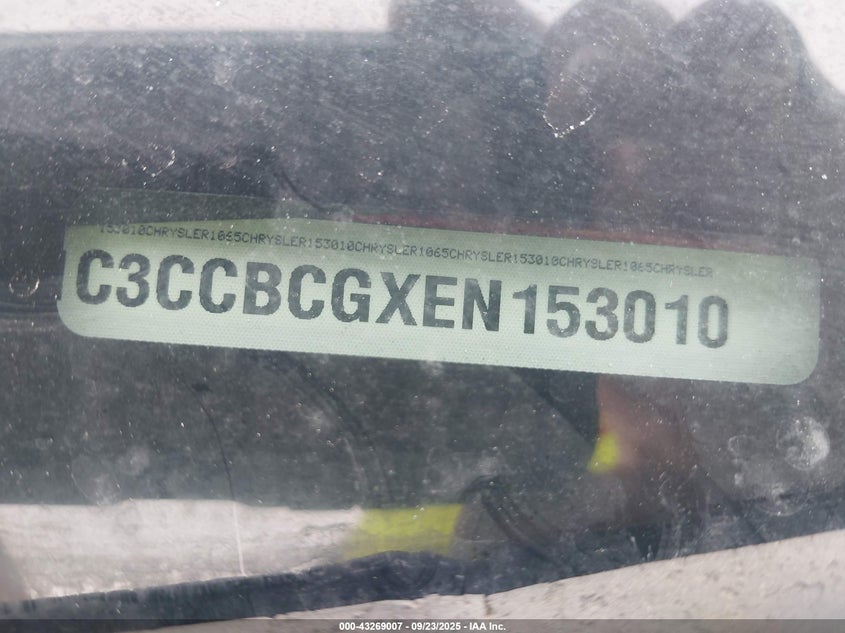 153010CHRYSLER1065CHRYSLER153010CHRYSLER1065CHRYSLER153010CHRYSLER1065CHRYSLER
C3CCBCGXEN153010
000-43269007 - 09/23/2025 - IAA Inc.